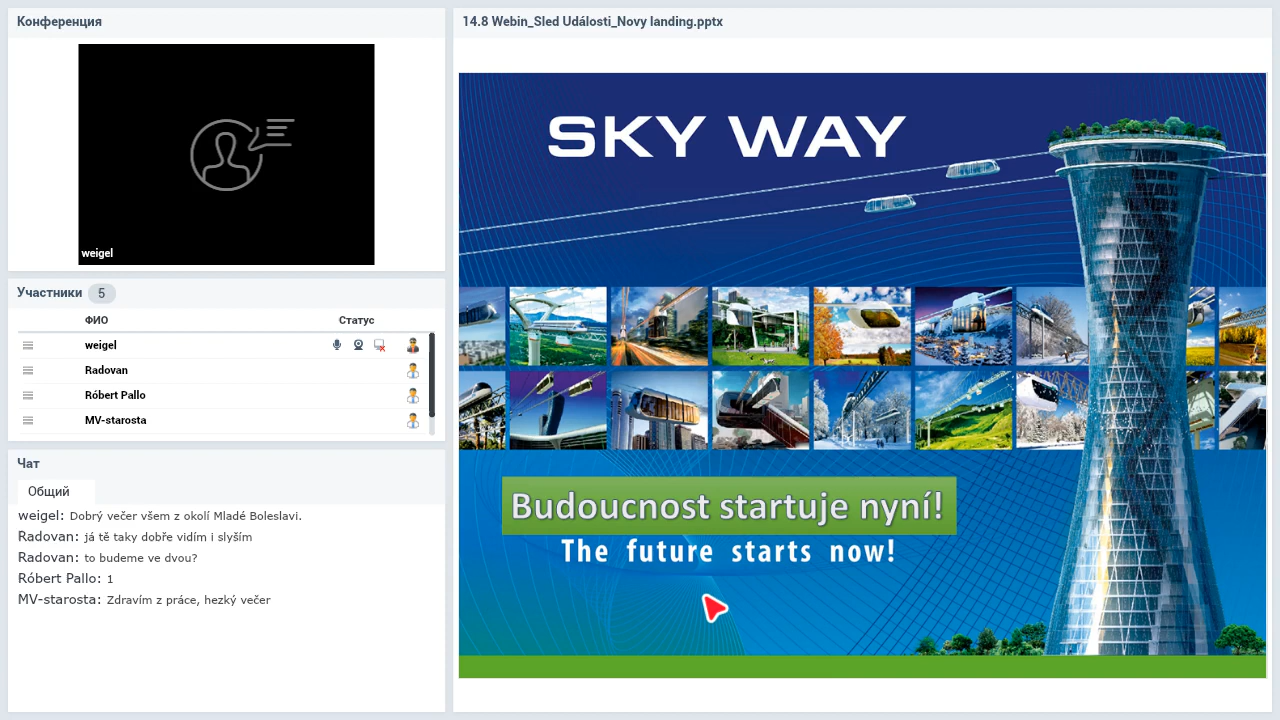 Конференция
weigel
Участники 5
ФИО Статус
weigel
Radovan
Róbert Pallo
MV-starosta
Чат
Общий
weigel: Dobrý večer všem z okolí Mladé Boleslavi.
Radovan: já tě taky dobře vidím i slyším
Radovan: to budeme ve dvou?
Róbert Pallo: 1
MV-starosta: Zdravím z práce, hezký večer
14.8 Webin_Sled Události_Novy landing.pptx
SKY WAY
Budoucnost startuje nyní!
The future starts now!